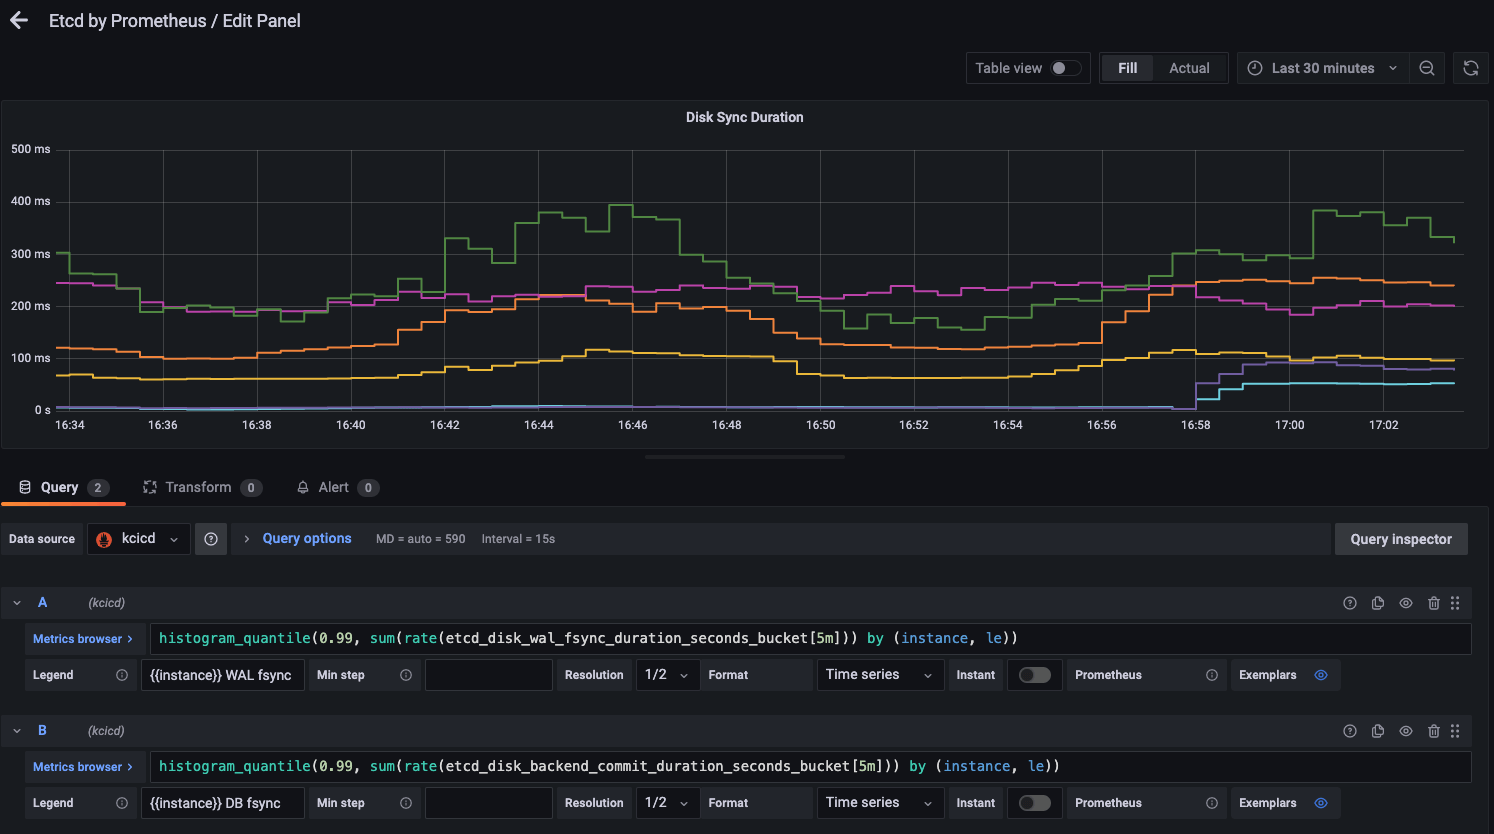 Etcd by Prometheus / Edit Panel
Table view Fill Actual Last 30 minutes
Disk Sync Duration
500 ms
400 ms
300 ms
200 ms
100 ms
0 s
16:34 16:36 16:38 16:40 16:42 16:44 16:46 16:48 16:50 16:52 16:54 16:56 16:58 17:00 17:02
Query 2 Transform 0 Alert 0
Data source kcicd Query options MD = auto = 590 Interval = 15s Query inspector
A (kcicd)
Metrics browser > histogram_quantile(0.99, sum(rate(etcd_disk_wal_fsync_duration_seconds_bucket[5m])) by (instance, le))
Legend {{instance}} WAL fsync Min step Resolution 1/2 Format Time series Instant Prometheus Exemplars
B (kcicd)
Metrics browser > histogram_quantile(0.99, sum(rate(etcd_disk_backend_commit_duration_seconds_bucket[5m])) by (instance, le))
Legend {{instance}} DB fsync Min step Resolution 1/2 Format Time series Instant Prometheus Exemplars